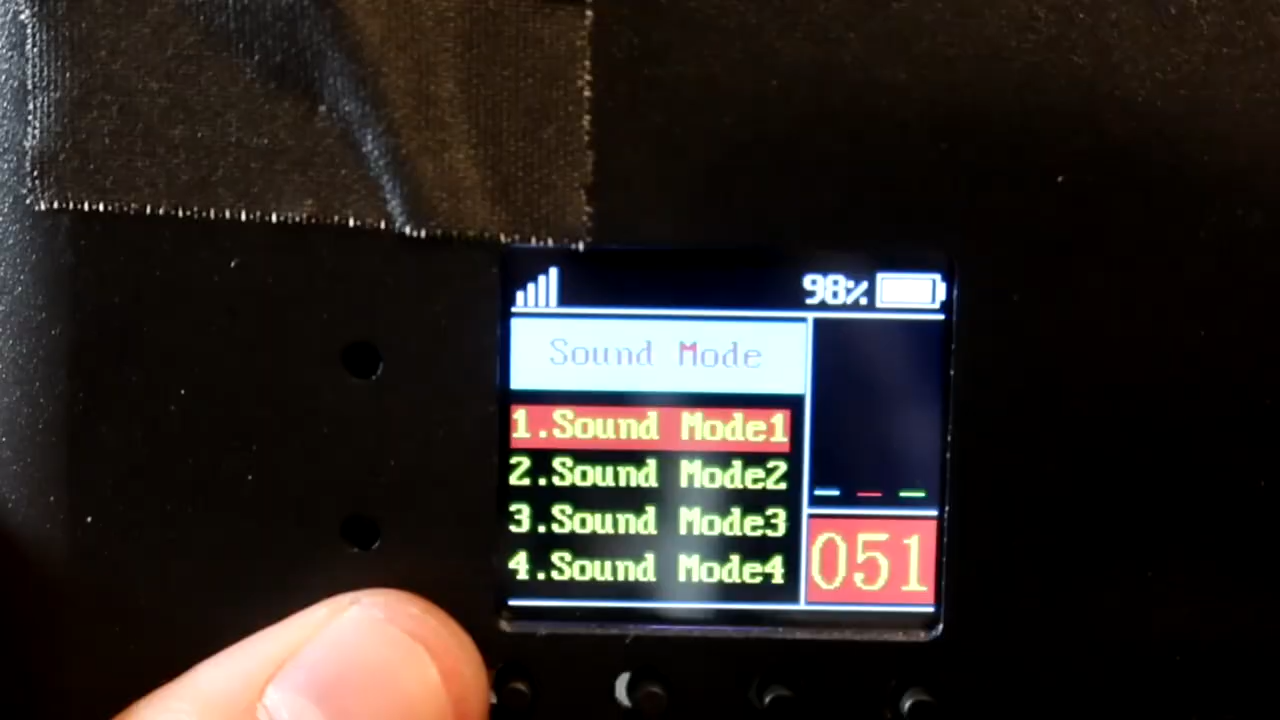 98%
Sound Mode
1.Sound Mode1
2.Sound Mode2
3.Sound Mode3
4.Sound Mode4
051